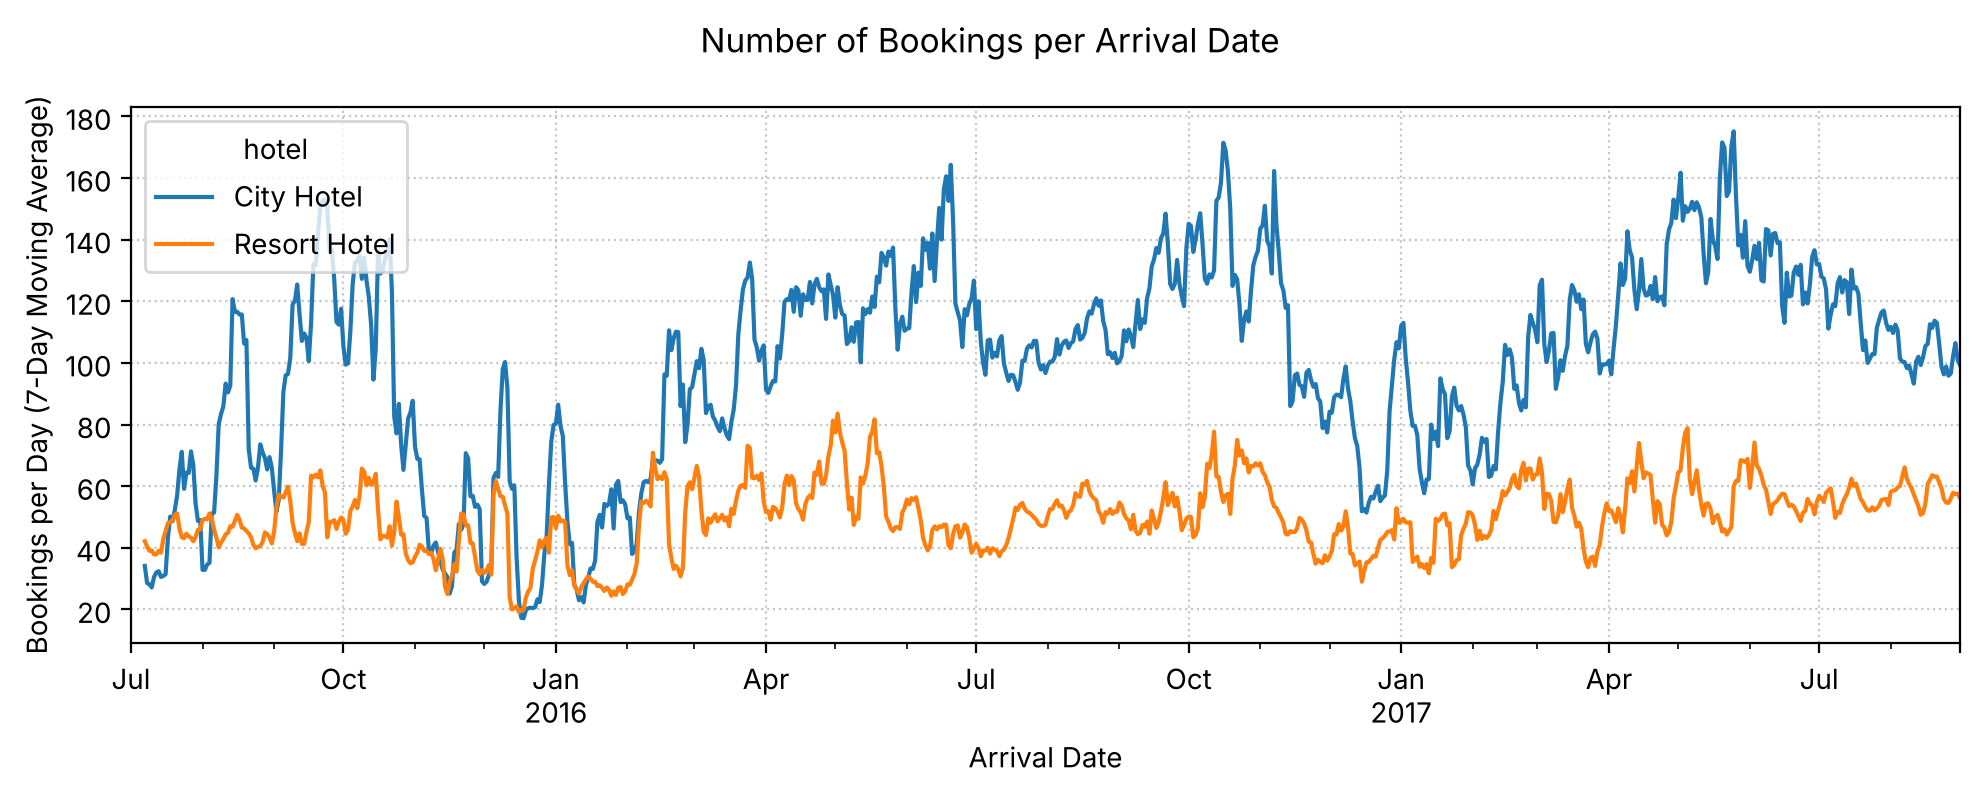 Number of Bookings per Arrival Date
Bookings per Day (7-Day Moving Average)
180
160
140
120
100
80
60
40
20
hotel
City Hotel
Resort Hotel
Jul
Oct
Jan
2016
Apr
Jul
Oct
Jan
2017
Apr
Jul
Arrival Date